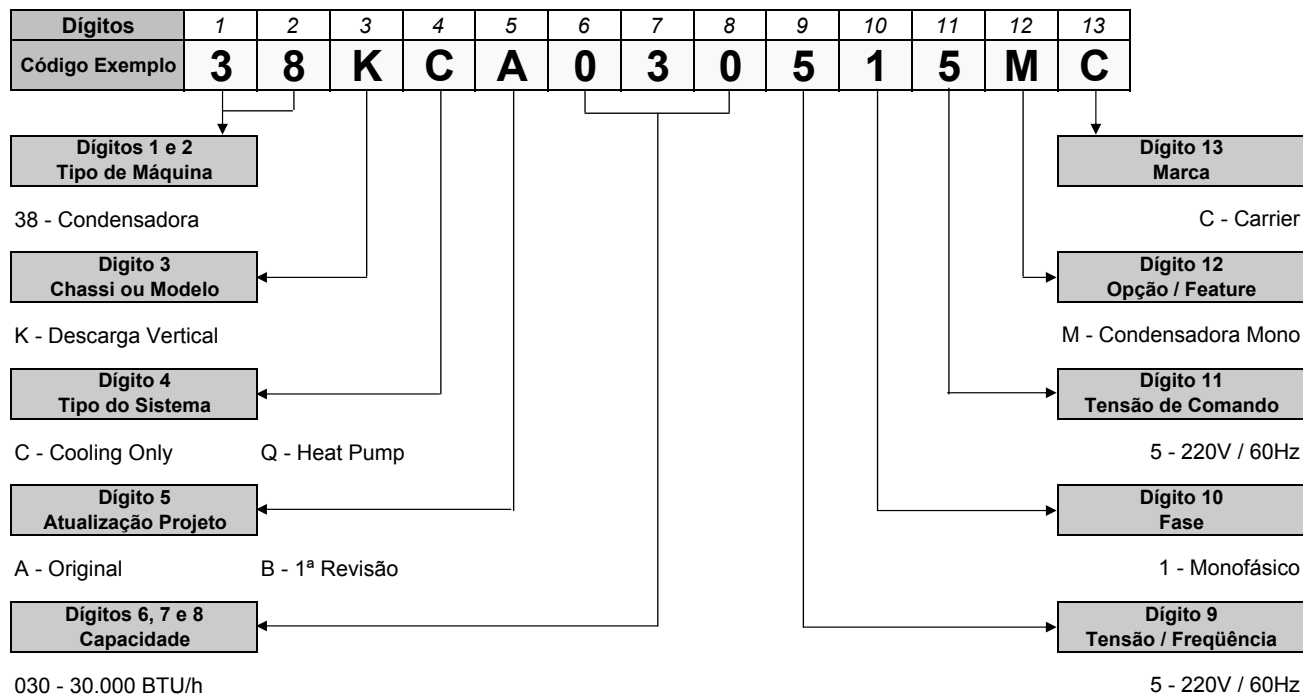 Dígitos 1 2 3 4 5 6 7 8 9 10 11 12 13
Código Exemplo 3 8 K C A 0 3 0 5 1 5 M C
Dígitos 1 e 2
Tipo de Máquina
38 - Condensadora
Digito 3
Chassi ou Modelo
K - Descarga Vertical
Dígito 4
Tipo do Sistema
C - Cooling Only Q - Heat Pump
Dígito 5
Atualização Projeto
A - Original B - 1ª Revisão
Dígitos 6, 7 e 8
Capacidade
030 - 30.000 BTU/h
Dígito 13
Marca
C - Carrier
Dígito 12
Opção / Feature
M - Condensadora Mono
Dígito 11
Tensão de Comando
5 - 220V / 60Hz
Dígito 10
Fase
1 - Monofásico
Dígito 9
Tensão / Freqüência
5 - 220V / 60Hz